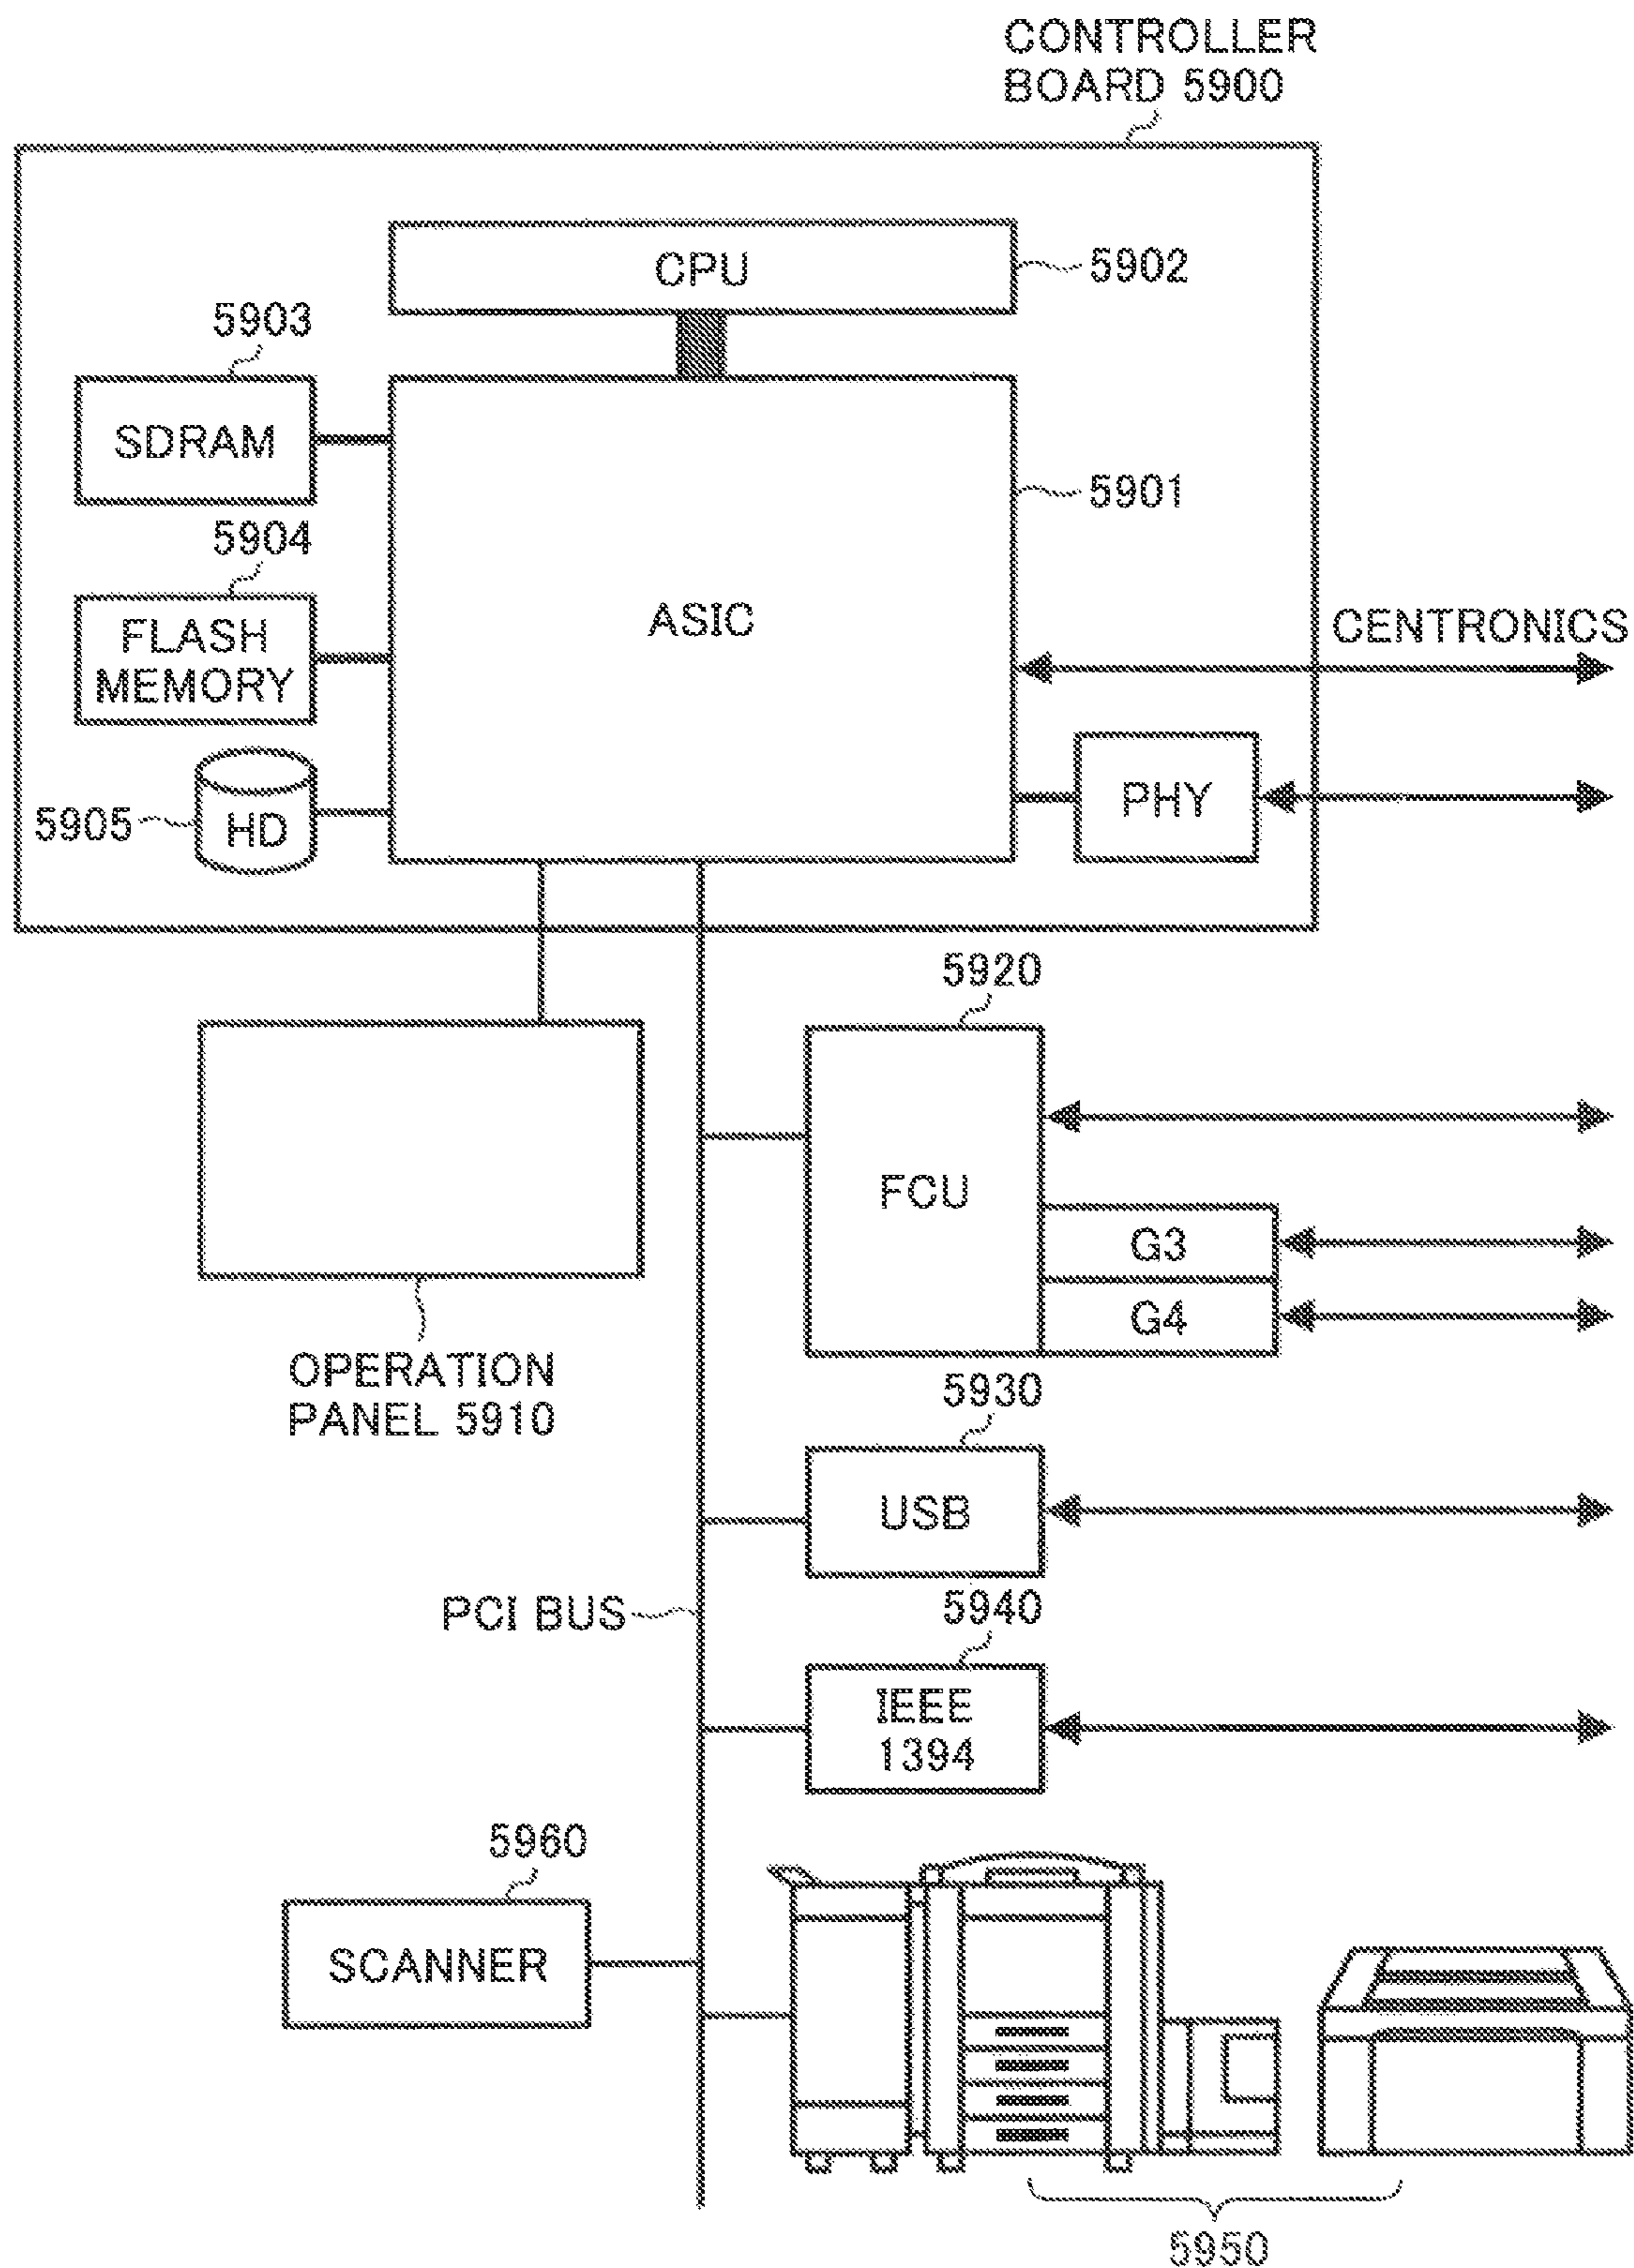 CONTROLLER
BOARD 5900
CPU
5902
5903
SDRAM
5901
5904
FLASH
MEMORY
ASIC
CENTRONICS
PHY
5905
HD
5920
FCU
G3
G4
OPERATION
PANEL 5910
5930
USB
PCI BUS
5940
IEEE
1394
5960
SCANNER
5950